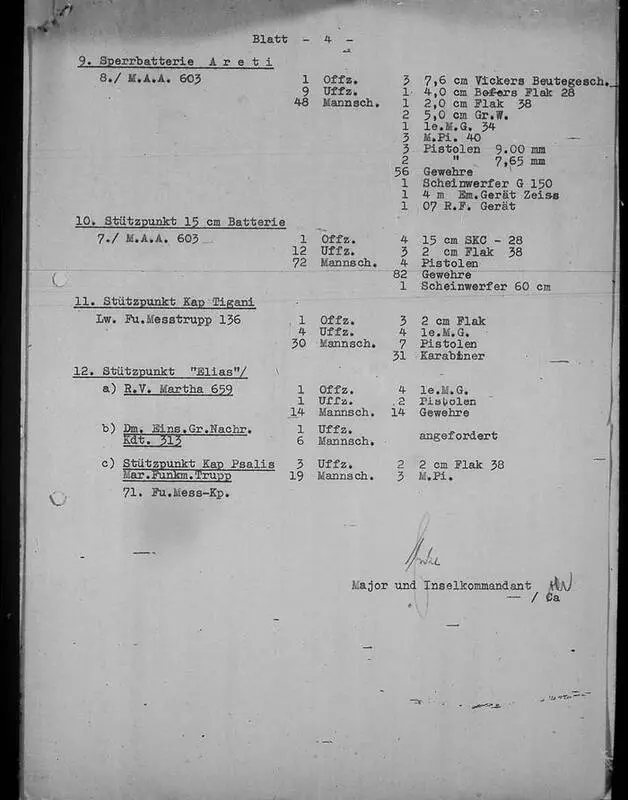 Blatt - 4 -
9. Sperrbatterie A r e t i
8./ M.A.A. 603 1 Offz. 3 7,6 cm Vickers Beutegesch.
9 Uffz. 1 4,0 cm Bofors Flak 28
48 Mannsch. 1 2,0 cm Flak 38
2 5,0 cm Gr.W.
1 le.M.G. 34
3 M.Pi. 40
3 Pistolen 9.00 mm
2 " 7,65 mm
56 Gewehre
1 Scheinwerfer G 150
1 4 m Em.Gerät Zeiss
1 07 R.F. Gerät
10. Stützpunkt 15 cm Batterie
7./ M.A.A. 603 1 Offz. 4 15 cm SKC - 28
12 Uffz. 3 2 cm Flak 38
72 Mannsch. 4 Pistolen
82 Gewehre
1 Scheinwerfer 60 cm
11. Stützpunkt Kap Tigani
Lw. Fu.Messtrupp 136 1 Offz. 3 2 cm Flak
4 Uffz. 4 le.M.G.
30 Mannsch. 7 Pistolen
31 Karabiner
12. Stützpunkt "Elias"/
a) R.V. Martha 659 1 Offz. 4 le.M.G.
1 Uffz. 2 Pistolen
14 Mannsch. 14 Gewehre
b) Dm. Eins.Gr.Nachr. 1 Uffz.
Kdt. 313 6 Mannsch. angefordert
c) Stützpunkt Kap Psalis 3 Uffz. 2 2 cm Flak 38
Mar.Funkm.Trupp 19 Mannsch. 3 M.Pi.
71. Fu.Mess-Kp.
Major und Inselkommandant
/ Ca